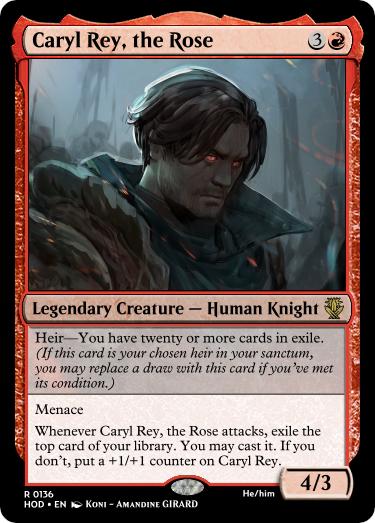 Caryl Rey, the Rose 3
Legendary Creature — Human Knight
Heir—You have twenty or more cards in exile.
(If this card is your chosen heir in your sanctum,
you may replace a draw with this card if you've met
its condition.)
Menace
Whenever Caryl Rey, the Rose attacks, exile the
top card of your library. You may cast it. If you
don't, put a +1/+1 counter on Caryl Rey.
4/3
R 0136
HOD • EN Koni – Amandine GIRARD
He/him